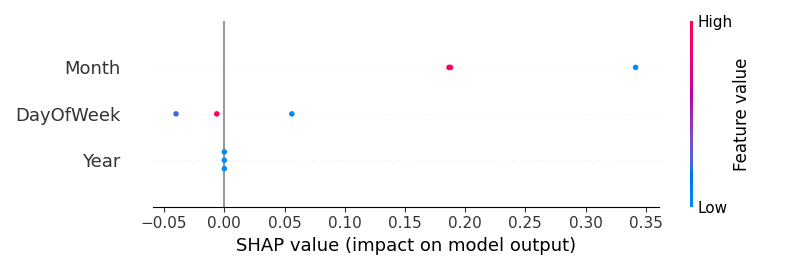 High
Month
DayOfWeek
Year
Feature value
Low
−0.05 0.00 0.05 0.10 0.15 0.20 0.25 0.30 0.35
SHAP value (impact on model output)